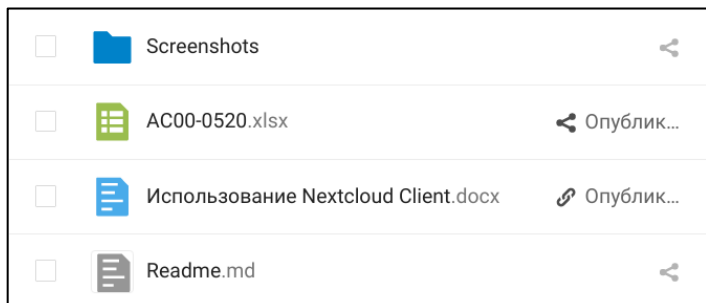 Screenshots
AC00-0520.xlsx Опублик...
Использование Nextcloud Client.docx Опублик...
Readme.md